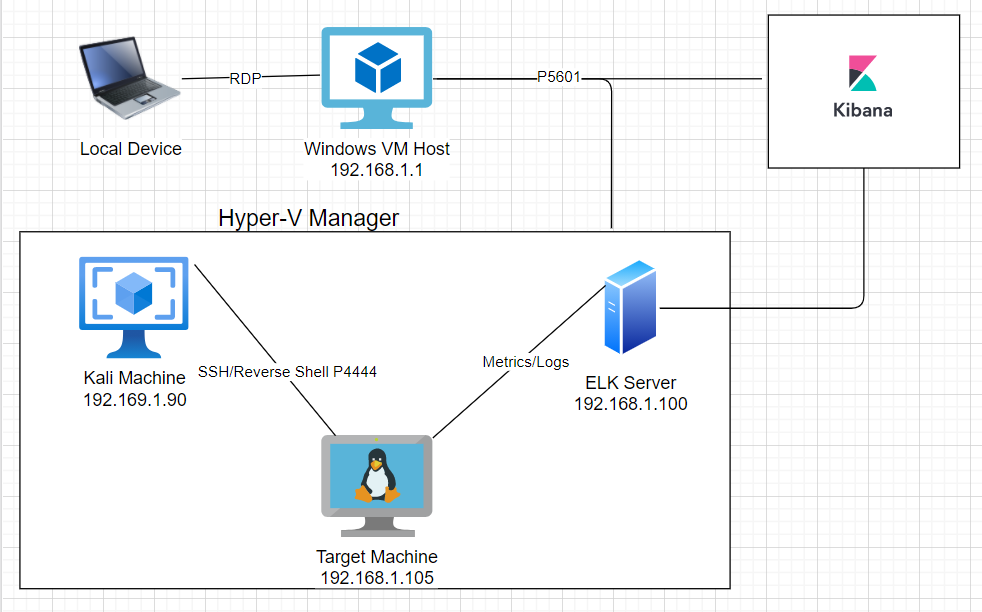 RDP
P5601
Kibana
Local Device
Windows VM Host
192.168.1.1
Hyper-V Manager
SSH/Reverse Shell P4444
Metrics/Logs
Kali Machine
192.169.1.90
ELK Server
192.168.1.100
Target Machine
192.168.1.105